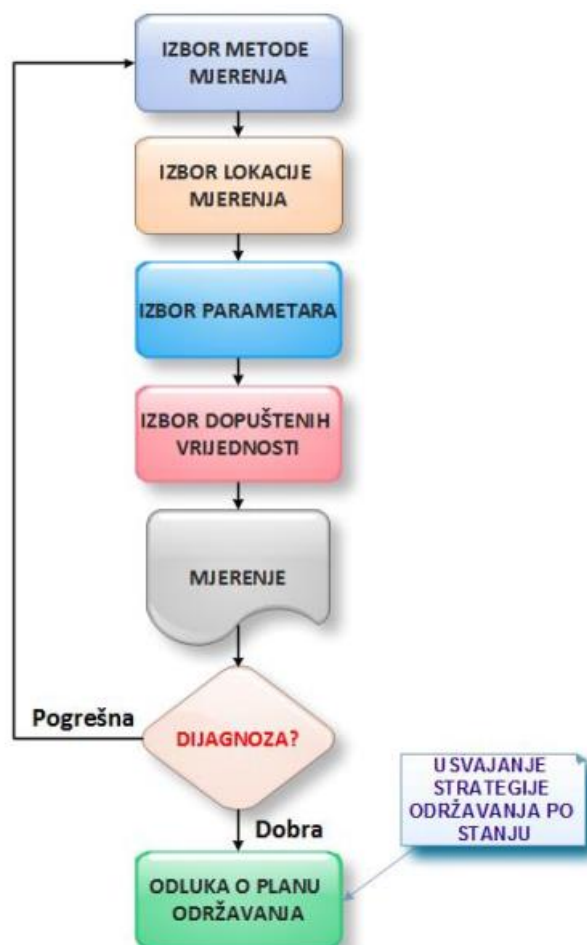 IZBOR METODE
MJERENJA
IZBOR LOKACIJE
MJERENJA
IZBOR PARAMETARA
IZBOR DOPUŠTENIH
VRIJEDNOSTI
MJERENJE
Pogrešna
DIJAGNOZA?
Dobra
USVAJANJE
STRATEGIJE
ODRŽAVANJA PO
STANJU
ODLUKA O PLANU
ODRŽAVANJA